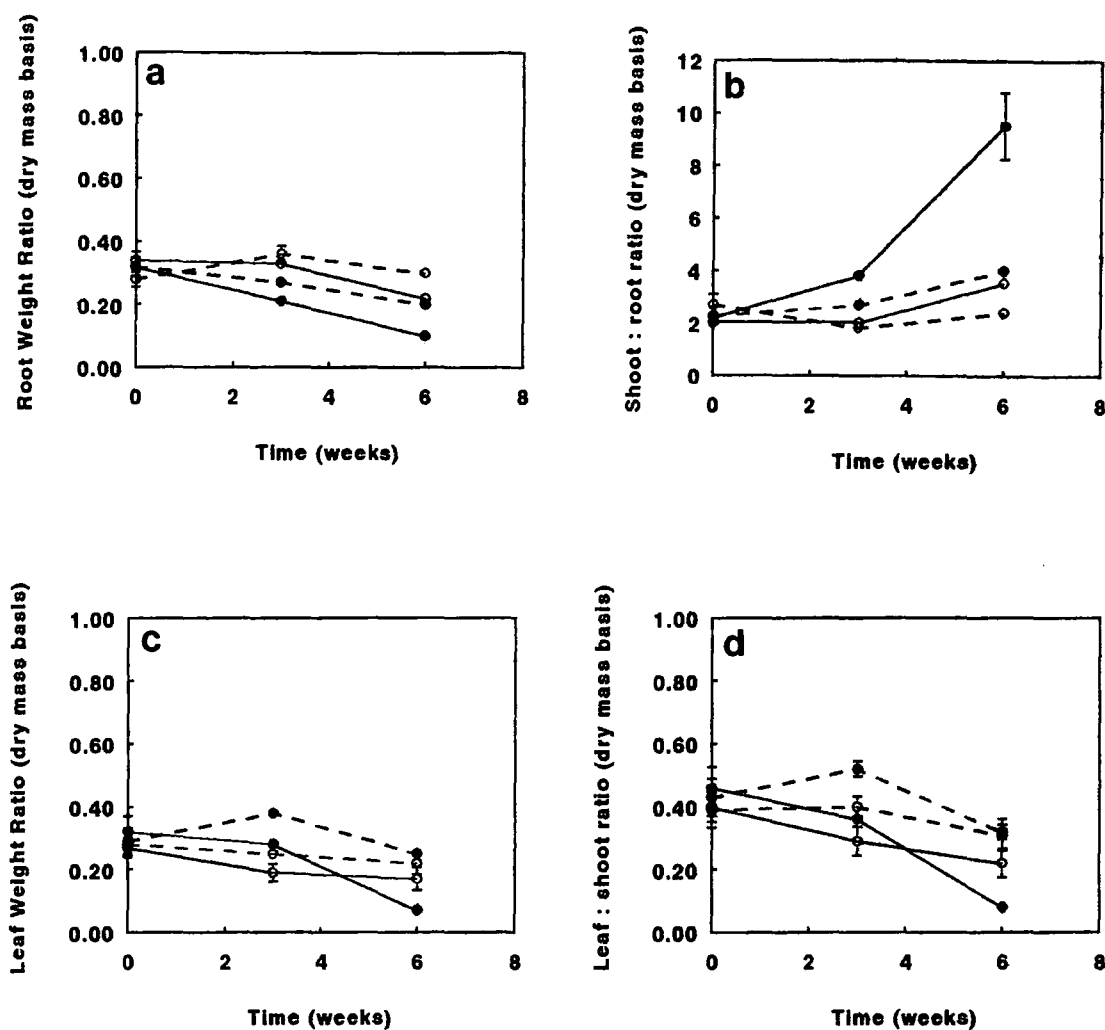 a
Root Weight Ratio (dry mass basis)
1.00
0.80
0.60
0.40
0.20
0.00
0 2 4 6 8
Time (weeks)
b
Shoot : root ratio (dry mass basis)
12
10
8
6
4
2
0
0 2 4 6 8
Time (weeks)
c
Leaf Weight Ratio (dry mass basis)
1.00
0.80
0.60
0.40
0.20
0.00
0 2 4 6 8
Time (weeks)
d
Leaf : shoot ratio (dry mass basis)
1.00
0.80
0.60
0.40
0.20
0.00
0 2 4 6 8
Time (weeks)